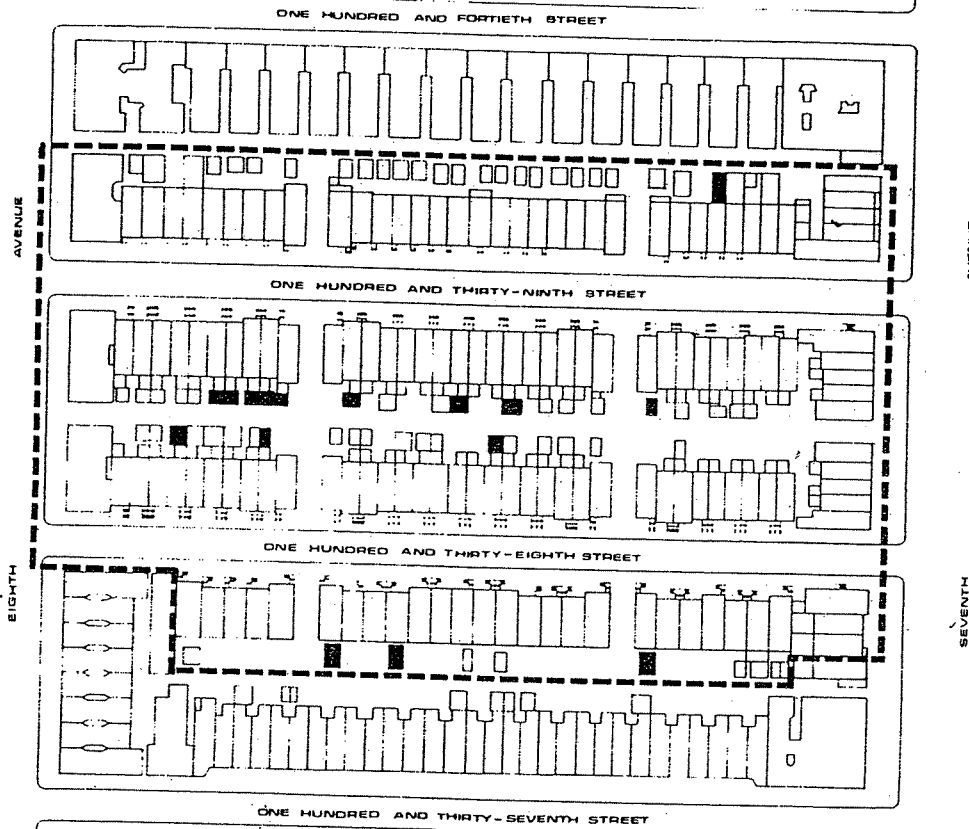 ONE HUNDRED AND FORTIETH STREET
AVENUE
ONE HUNDRED AND THIRTY-NINTH STREET
ONE HUNDRED AND THIRTY-EIGHTH STREET
EIGHTH
SEVENTH
ONE HUNDRED AND THIRTY-SEVENTH STREET